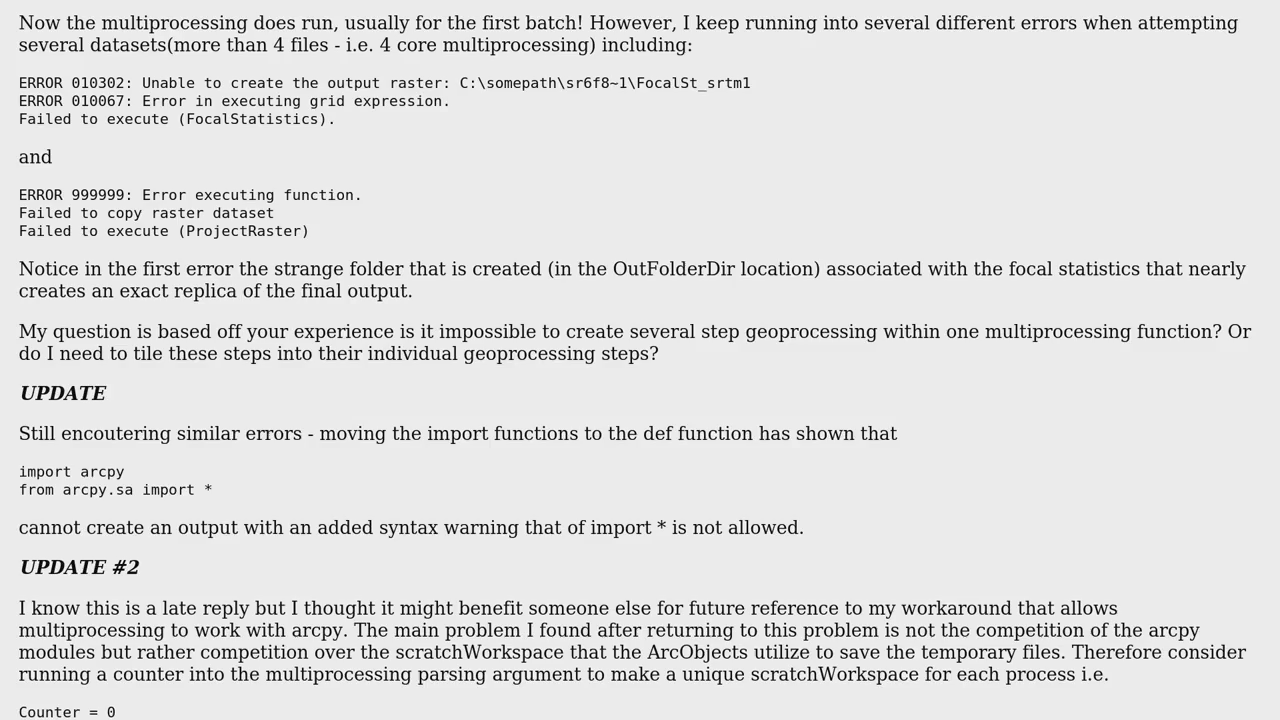 Now the multiprocessing does run, usually for the first batch! However, I keep running into several different errors when attempting
several datasets(more than 4 files - i.e. 4 core multiprocessing) including:
ERROR 010302: Unable to create the output raster: C:\somepath\sr6f8~1\FocalSt_srtm1
ERROR 010067: Error in executing grid expression.
Failed to execute (FocalStatistics).
and
ERROR 999999: Error executing function.
Failed to copy raster dataset
Failed to execute (ProjectRaster)
Notice in the first error the strange folder that is created (in the OutFolderDir location) associated with the focal statistics that nearly
creates an exact replica of the final output.
My question is based off your experience is it impossible to create several step geoprocessing within one multiprocessing function? Or
do I need to tile these steps into their individual geoprocessing steps?
UPDATE
Still encoutering similar errors - moving the import functions to the def function has shown that
import arcpy
from arcpy.sa import *
cannot create an output with an added syntax warning that of import * is not allowed.
UPDATE #2
I know this is a late reply but I thought it might benefit someone else for future reference to my workaround that allows
multiprocessing to work with arcpy. The main problem I found after returning to this problem is not the competition of the arcpy
modules but rather competition over the scratchWorkspace that the ArcObjects utilize to save the temporary files. Therefore consider
running a counter into the multiprocessing parsing argument to make a unique scratchWorkspace for each process i.e.
Counter = 0